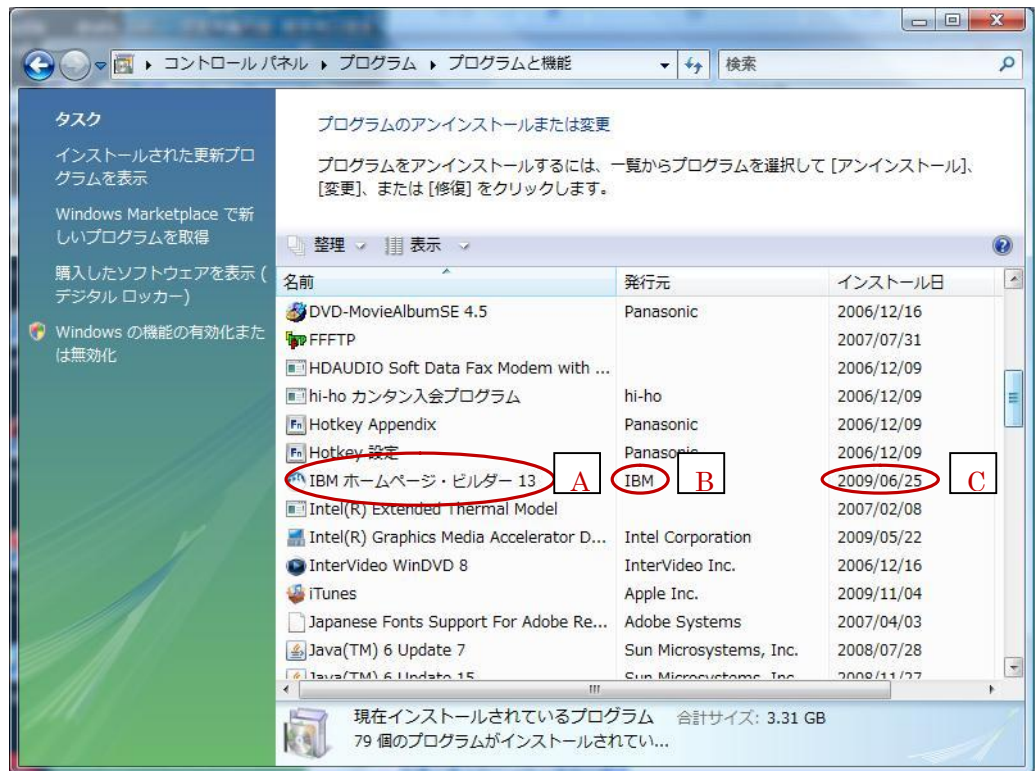 コントロール パネル ▸ プログラム ▸ プログラムと機能
検索
タスク
インストールされた更新プロ
グラムを表示
Windows Marketplace で新
しいプログラムを取得
購入したソフトウェアを表示 (
デジタル ロッカー)
Windows の機能の有効化また
は無効化
プログラムのアンインストールまたは変更
プログラムをアンインストールするには、一覧からプログラムを選択して [アンインストール]、
[変更]、または [修復] をクリックします。
整理 表示
名前 発行元 インストール日
DVD-MovieAlbumSE 4.5 Panasonic 2006/12/16
FFFTP 2007/07/31
HDAUDIO Soft Data Fax Modem with ... 2006/12/09
hi-ho カンタン入会プログラム hi-ho 2006/12/09
Hotkey Appendix Panasonic 2006/12/09
Hotkey 設定 Panasonic 2006/12/09
IBM ホームページ・ビルダー 13 A IBM B 2009/06/25 C
Intel(R) Extended Thermal Model 2007/02/08
Intel(R) Graphics Media Accelerator D... Intel Corporation 2009/05/22
InterVideo WinDVD 8 InterVideo Inc. 2006/12/16
iTunes Apple Inc. 2009/11/04
Japanese Fonts Support For Adobe Re... Adobe Systems 2007/04/03
Java(TM) 6 Update 7 Sun Microsystems, Inc. 2008/07/28
Java(TM) 6 Update 15 Sun Microsystems, Inc. 2008/11/27
現在インストールされているプログラム 合計サイズ: 3.31 GB
79 個のプログラムがインストールされてい...